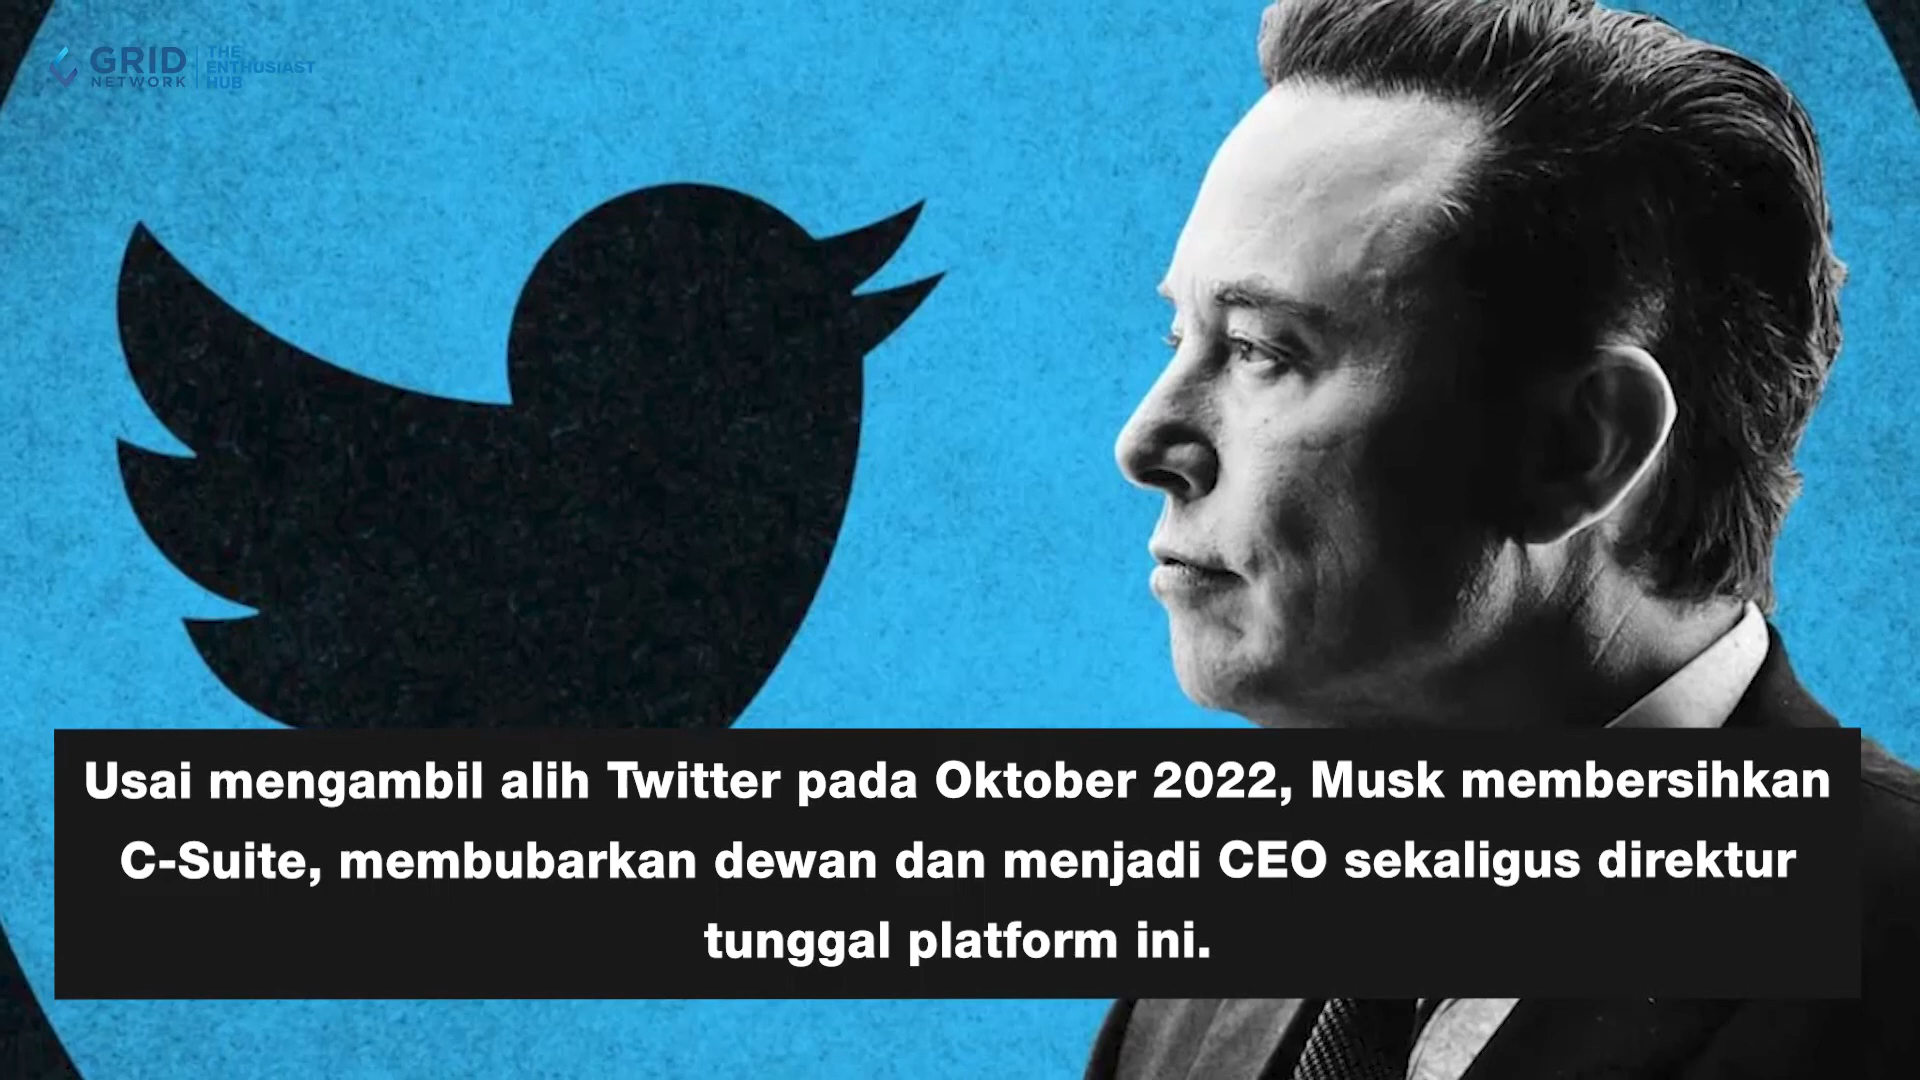 GRID
NETWORK
THE
ENTHUSIAST
HUB
Usai mengambil alih Twitter pada Oktober 2022, Musk membersihkan
C-Suite, membubarkan dewan dan menjadi CEO sekaligus direktur
tunggal platform ini.